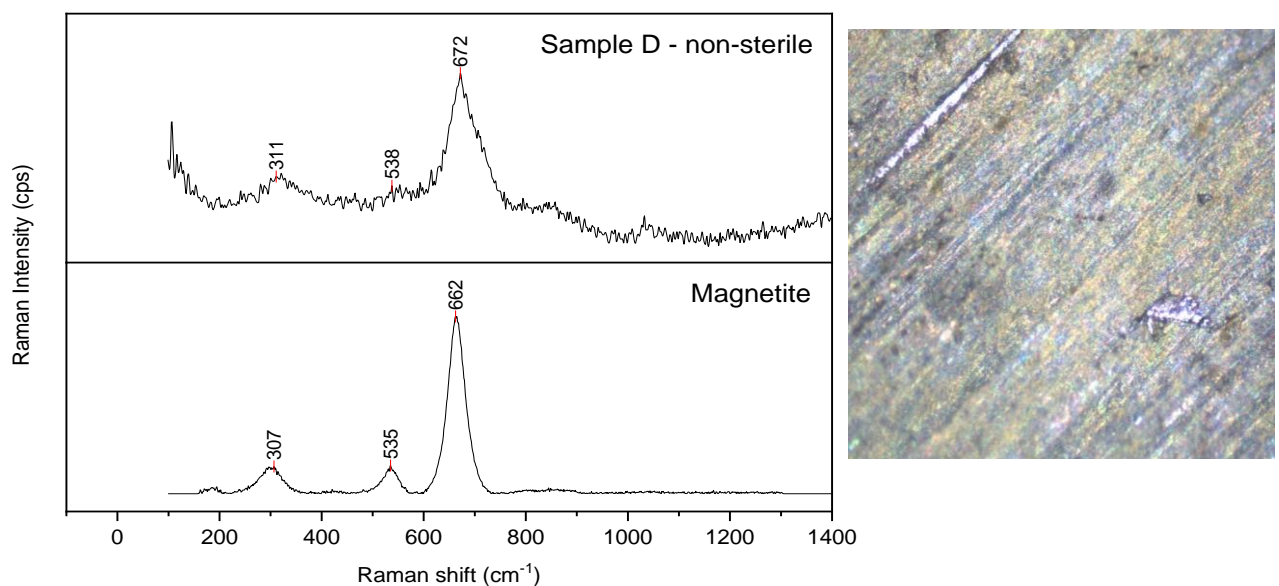 Sample D - non-sterile
672
311
538
Magnetite
662
307
535
Raman Intensity (cps)
0 200 400 600 800 1000 1200 1400
Raman shift (cm⁻¹)